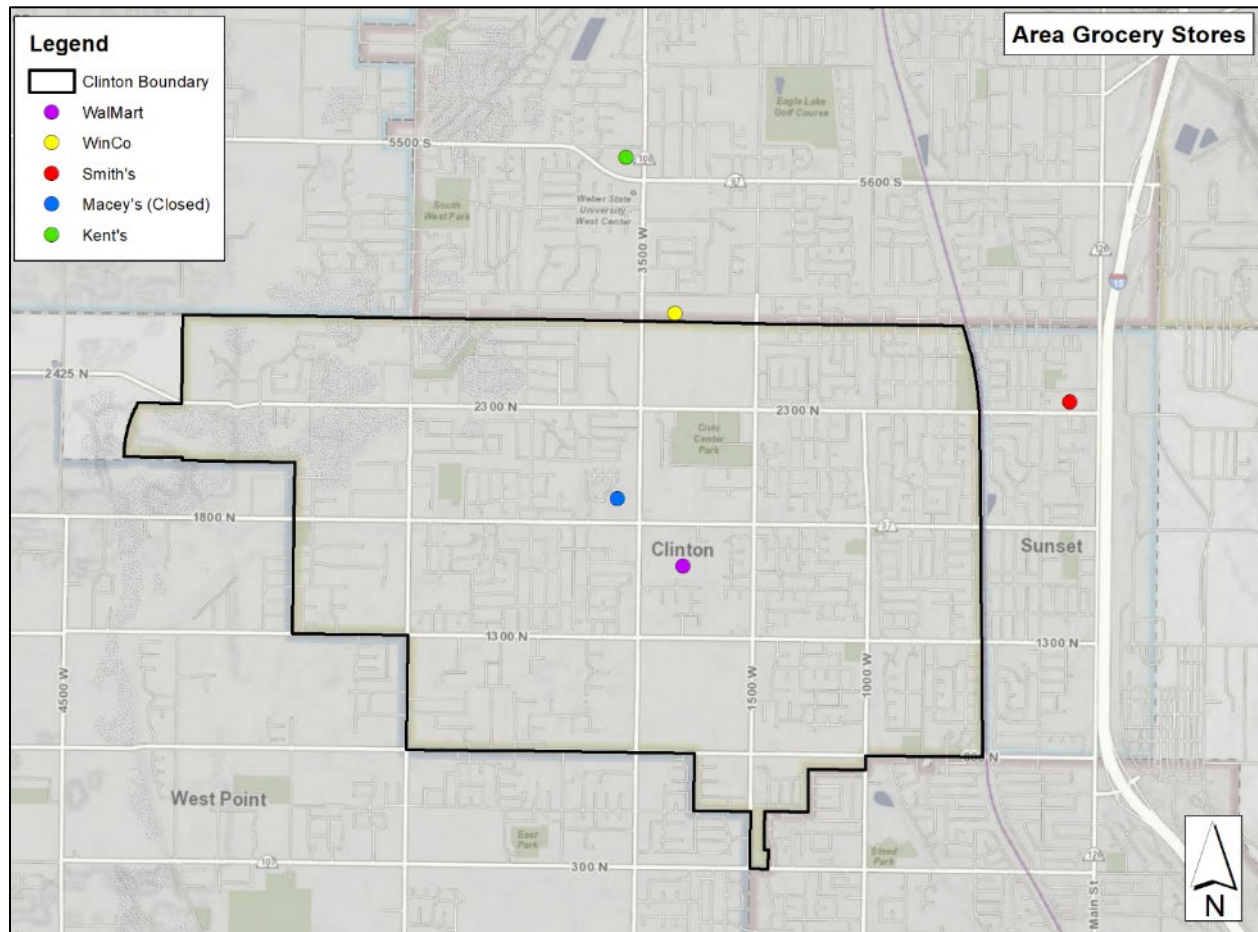 Area Grocery Stores
Legend
Clinton Boundary
WalMart
WinCo
Smith's
Macey's (Closed)
Kent's
Eagle Lake
Golf Course
5500 S
108
97
5600 S
South
West Park
Weber State
University -
West Center
3500 W
126
15
2425 N
2300 N
2300 N
Civic
Center
Park
1800 N
37
Clinton
Sunset
1300 N
1300 N
4500 W
1500 W
1000 W
West Point
East
Park
Steed
Park
300 N
126
Main St
N